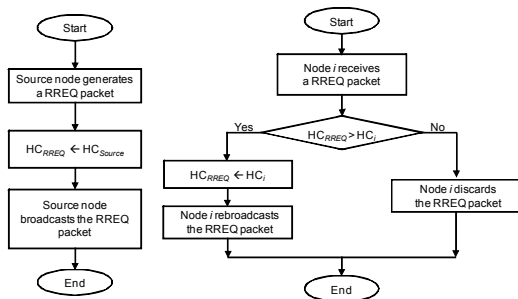 Start
Source node generates
a RREQ packet
HC_RREQ ← HC_Source
Source node
broadcasts the RREQ
packet
End
Start
Node i receives
a RREQ packet
HC_RREQ > HC_i
Yes
No
HC_RREQ ← HC_i
Node i rebroadcasts
the RREQ packet
Node i discards
the RREQ packet
End